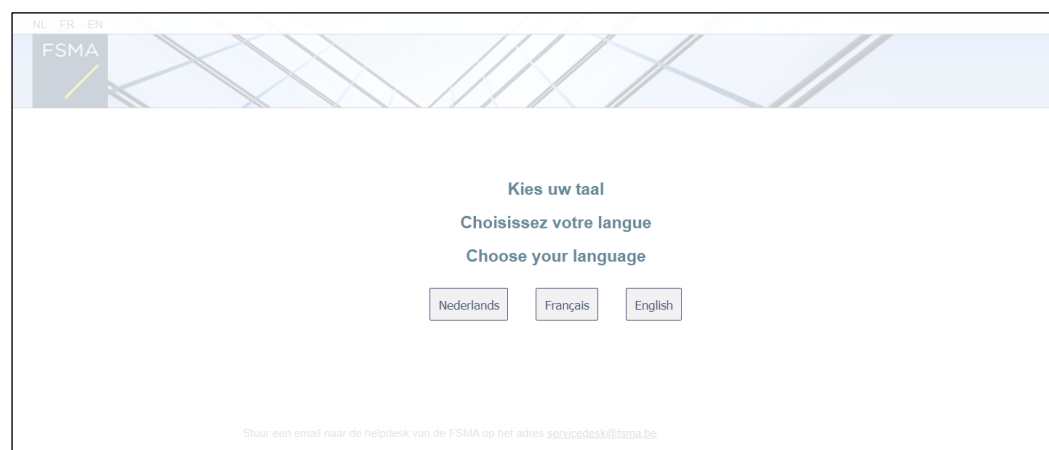 NL FR EN
FSMA
Kies uw taal
Choisissez votre langue
Choose your language
Nederlands Français English
Stuur een email naar de helpdesk van de FSMA op het adres servicedesk@fsma.be